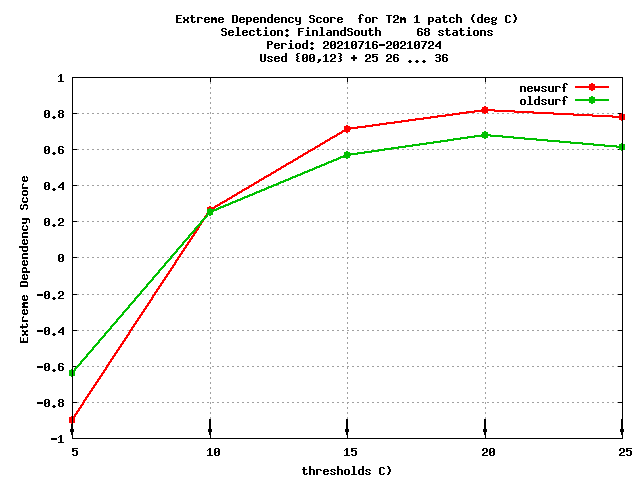 Extreme Dependency Score  for T2m 1 patch (deg C)
Selection: FinlandSouth     68 stations
Period: 20210716-20210724
Used {00,12} + 25 26 ... 36
newsurf
oldsurf
1
0.8
0.6
0.4
0.2
0
-0.2
-0.4
-0.6
-0.8
-1
Extreme Dependency Score
5 10 15 20 25
thresholds C)